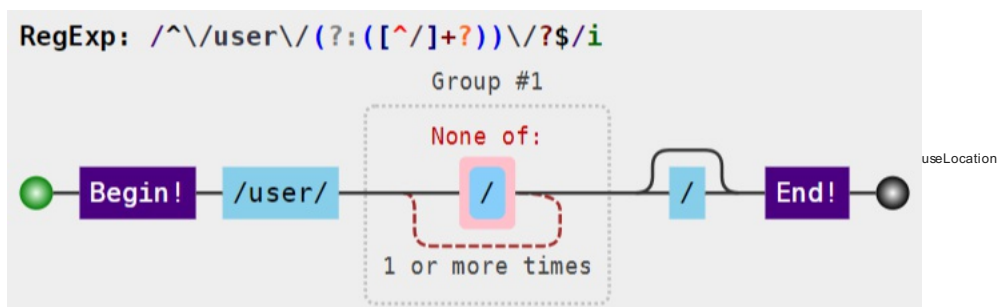 RegExp: /^\/user\/(?:([^/]+?))\/?$/i
Group #1
None of:
Begin! /user/ / / End!
1 or more times
useLocation